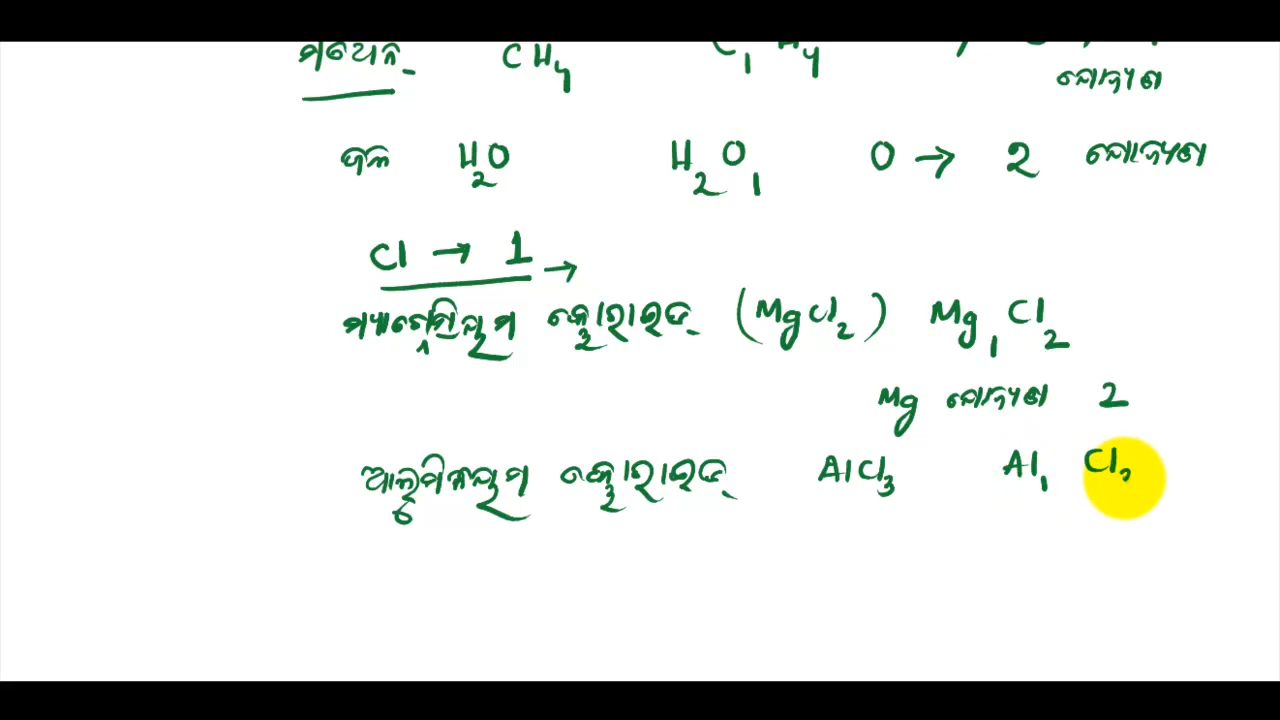 ମିଥେନ୍ CH4 C1 H4
ଯୋଜ୍ୟତା
ଜଳ H2O H2 O1 O → 2 ଯୋଜ୍ୟତା
Cl → 1 →
ମ୍ୟାଗ୍ନେସିୟମ କ୍ଲୋରାଇଡ୍ (MgCl2) Mg1 Cl2
Mg ଯୋଜ୍ୟତା 2
ଆଲୁମିନିୟମ କ୍ଲୋରାଇଡ୍ AlCl3 Al1 Cl